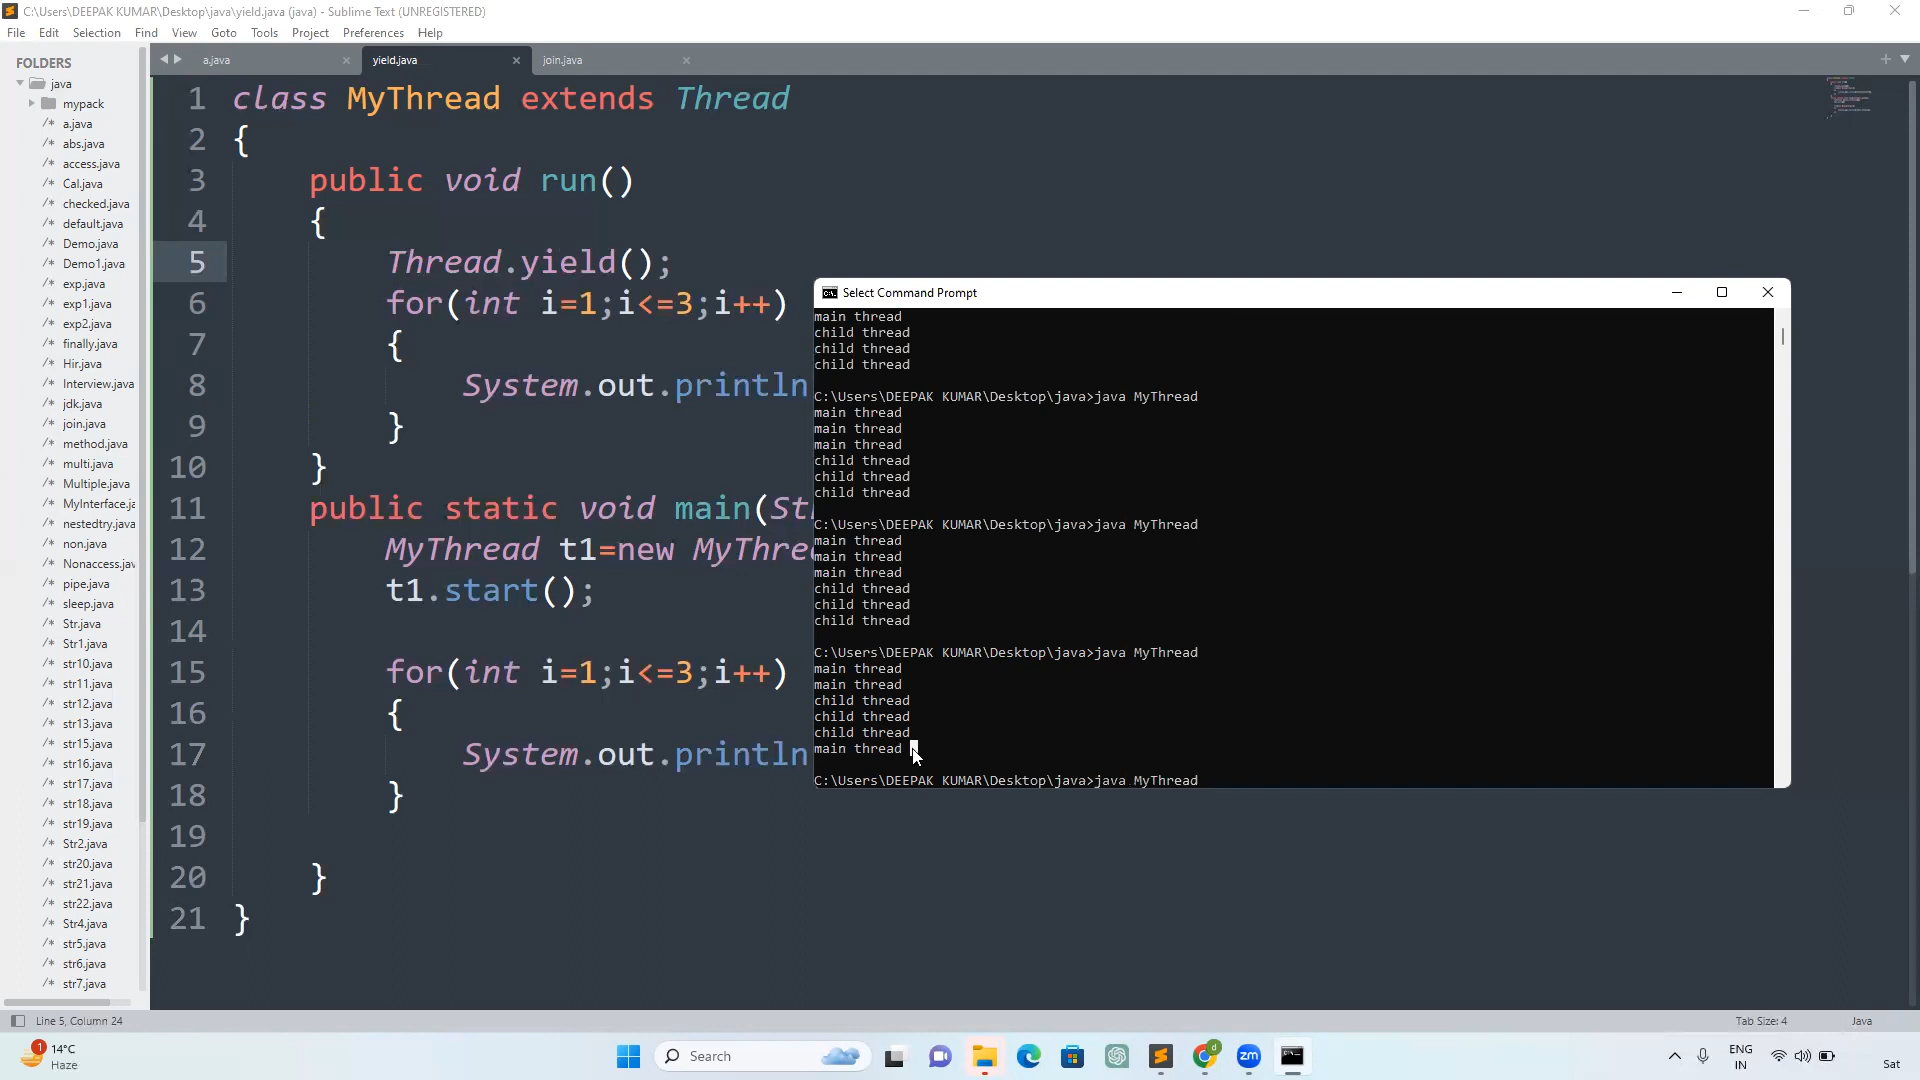 C:\Users\DEEPAK KUMAR\Desktop\java\yield.java (java) - Sublime Text (UNREGISTERED)
File Edit Selection Find View Goto Tools Project Preferences Help
FOLDERS
java
mypack
a.java
abs.java
access.java
Cal.java
checked.java
default.java
Demo.java
Demo1.java
exp.java
exp1.java
exp2.java
finally.java
Hir.java
Interview.java
jdk.java
join.java
method.java
multi.java
Multiple.java
MyInterface.ja
nestedtry.java
non.java
Nonaccess.jav
pipe.java
sleep.java
Str.java
Str1.java
str10.java
str11.java
str12.java
str13.java
str15.java
str16.java
str17.java
str18.java
str19.java
Str2.java
str20.java
str21.java
str22.java
Str4.java
str5.java
str6.java
str7.java
a.java yield.java join.java
1 class MyThread extends Thread
2 {
3 public void run()
4 {
5 Thread.yield();
6 for(int i=1;i<=3;i++)
7 {
8 System.out.println
9 }
10 }
11 public static void main(St
12 MyThread t1=new MyThre
13 t1.start();
14
15 for(int i=1;i<=3;i++)
16 {
17 System.out.println
18 }
19
20 }
21 }
Select Command Prompt
main thread
child thread
child thread
child thread
C:\Users\DEEPAK KUMAR\Desktop\java>java MyThread
main thread
main thread
main thread
child thread
child thread
child thread
C:\Users\DEEPAK KUMAR\Desktop\java>java MyThread
main thread
main thread
main thread
child thread
child thread
child thread
C:\Users\DEEPAK KUMAR\Desktop\java>java MyThread
main thread
main thread
child thread
child thread
child thread
main thread
C:\Users\DEEPAK KUMAR\Desktop\java>java MyThread
Line 5, Column 24
Tab Size: 4
Java
1
14°C
Haze
Search
d
zm
ENG
IN
Sat